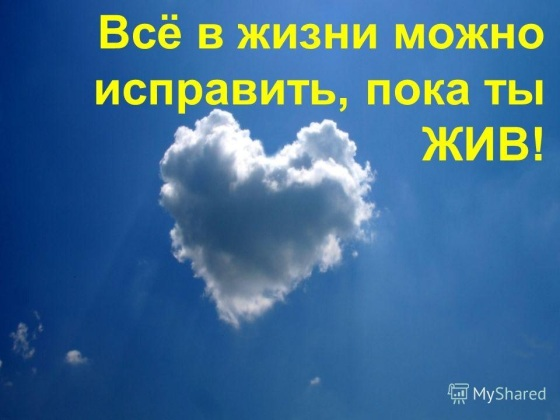 Всё в жизни можно
исправить, пока ты
ЖИВ!
MyShared